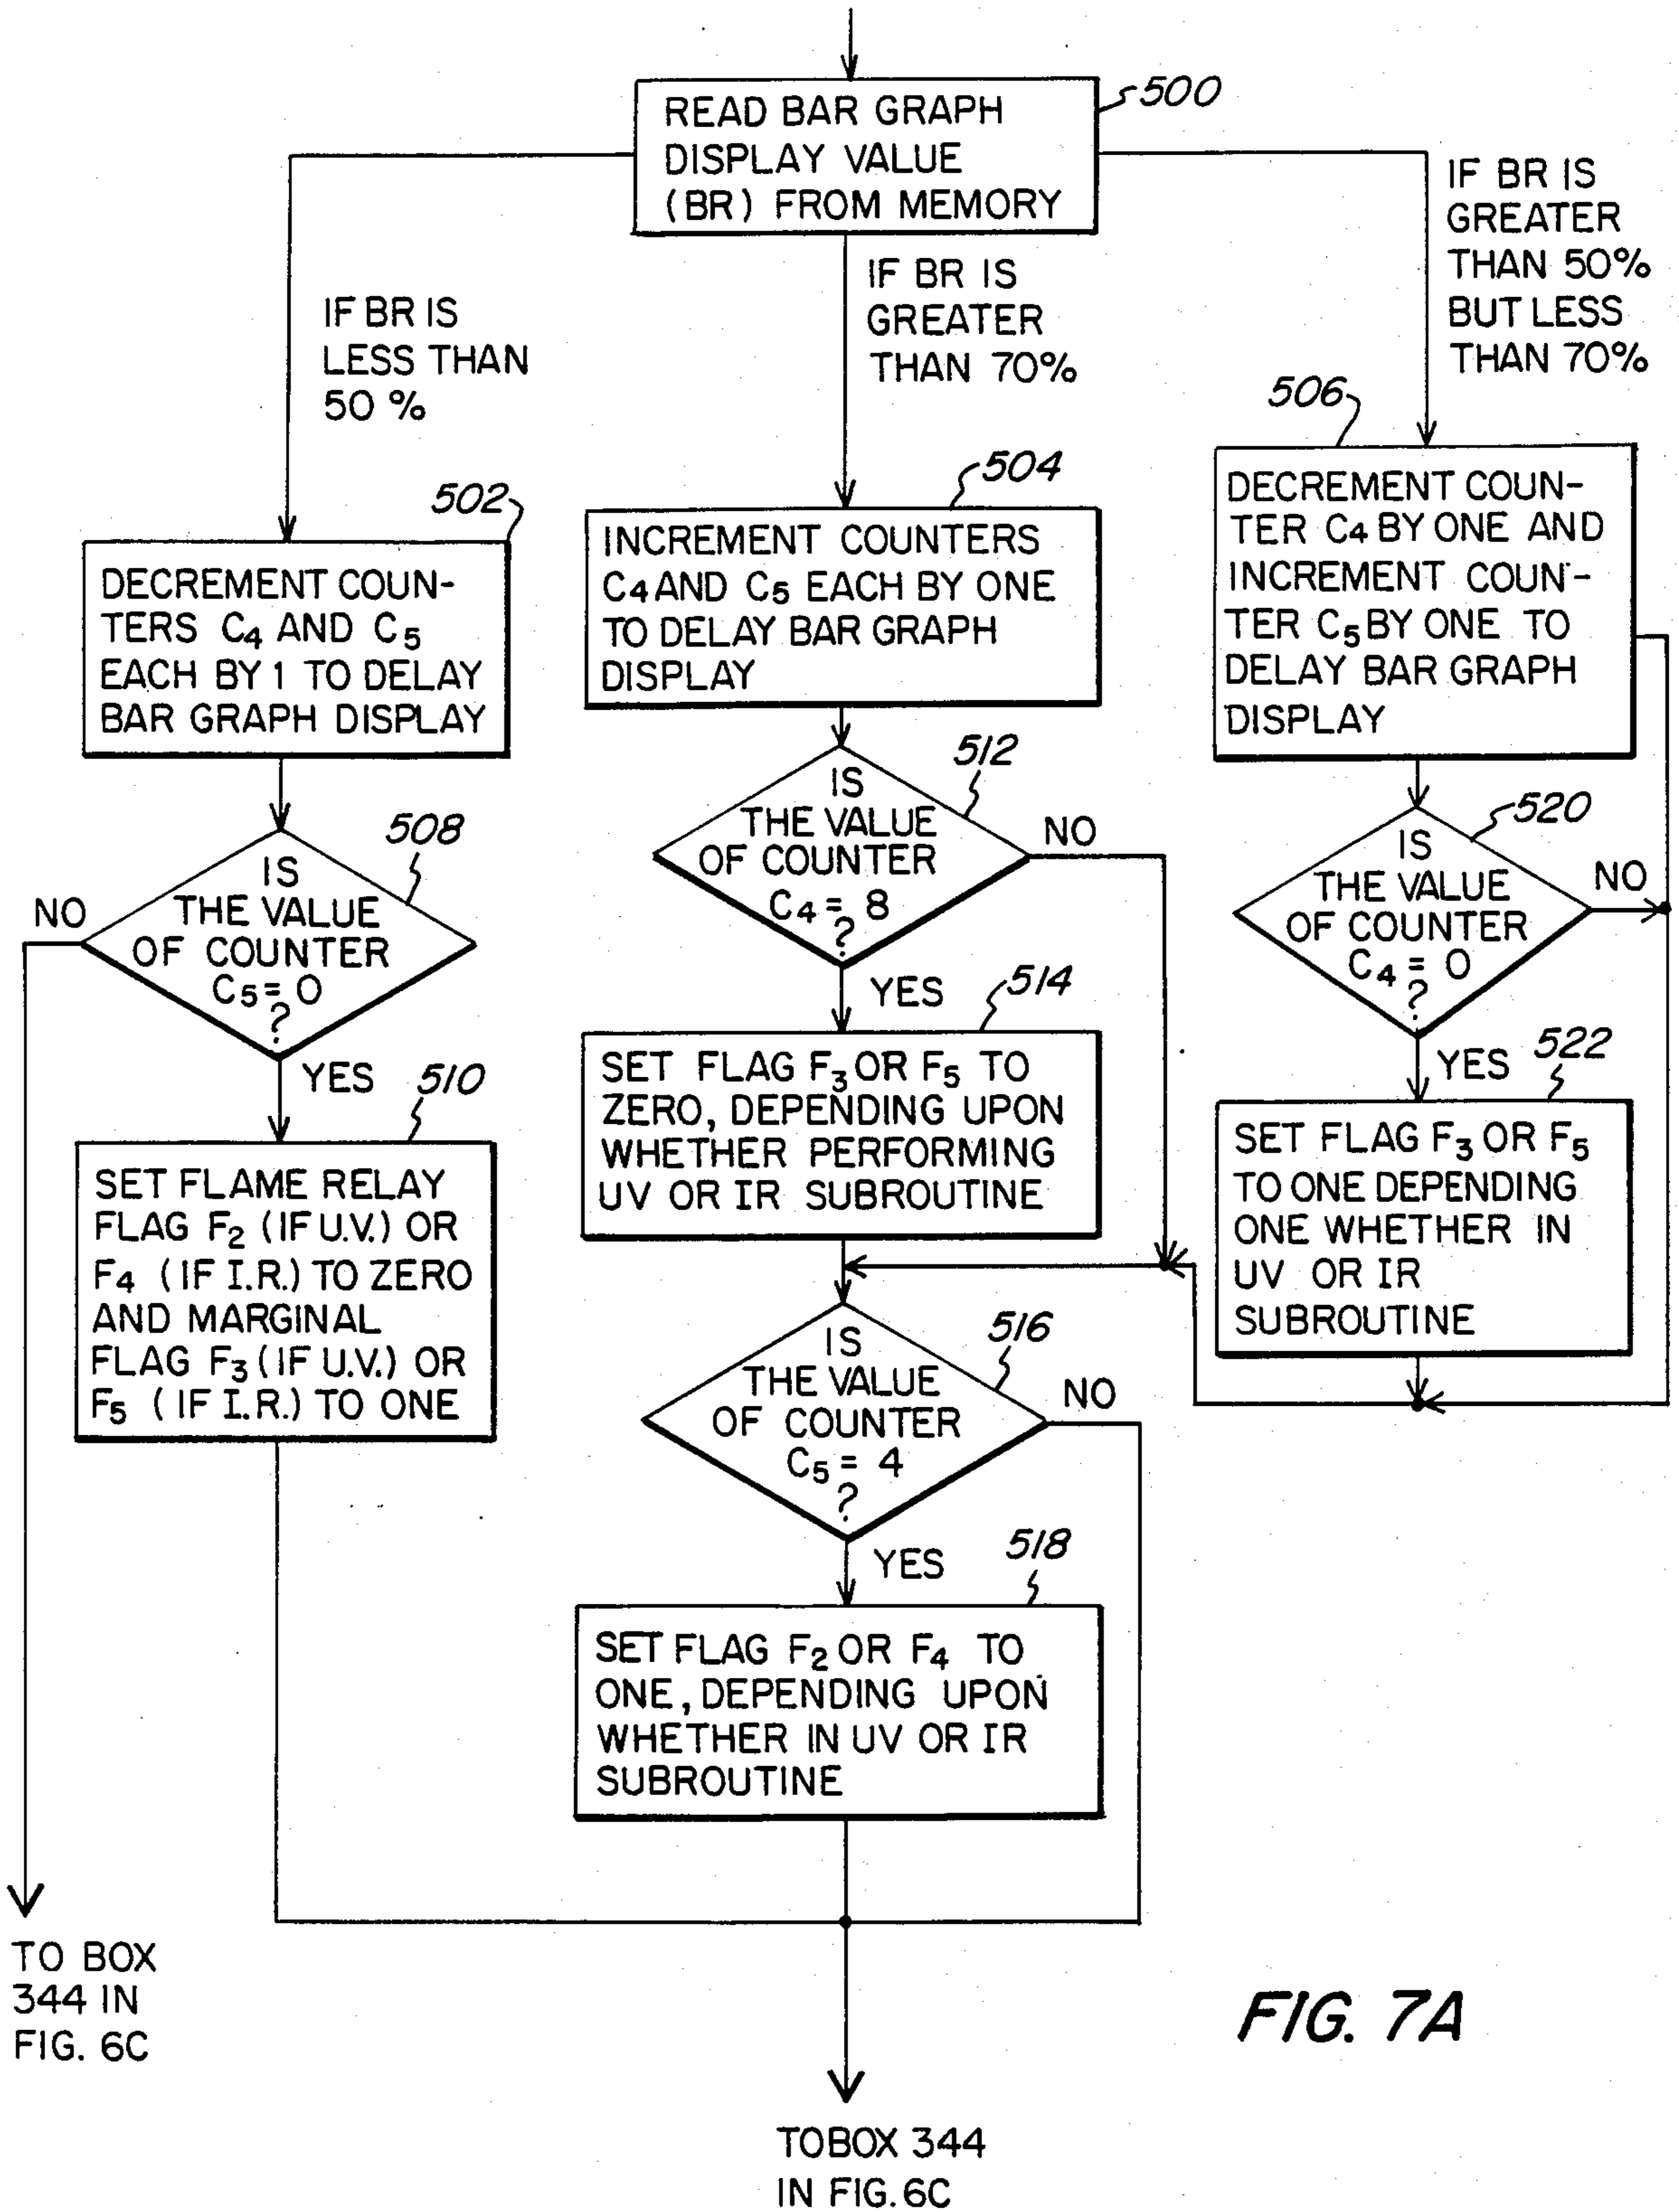 READ BAR GRAPH
DISPLAY VALUE
(BR) FROM MEMORY
500
IF BR IS
LESS THAN
50 %
IF BR IS
GREATER
THAN 70%
IF BR IS
GREATER
THAN 50%
BUT LESS
THAN 70%
502
DECREMENT COUN-
TERS C4 AND C5
EACH BY 1 TO DELAY
BAR GRAPH DISPLAY
504
INCREMENT COUNTERS
C4 AND C5 EACH BY ONE
TO DELAY BAR GRAPH
DISPLAY
506
DECREMENT COUN-
TER C4 BY ONE AND
INCREMENT COUN-
TER C5 BY ONE TO
DELAY BAR GRAPH
DISPLAY
508
IS
THE VALUE
OF COUNTER
C5 = 0
?
NO
YES
510
SET FLAME RELAY
FLAG F2 (IF U.V.) OR
F4 (IF I.R.) TO ZERO
AND MARGINAL
FLAG F3 (IF U.V.) OR
F5 (IF I.R.) TO ONE
512
IS
THE VALUE
OF COUNTER
C4 = 8
?
NO
YES
514
SET FLAG F3 OR F5 TO
ZERO, DEPENDING UPON
WHETHER PERFORMING
UV OR IR SUBROUTINE
516
IS
THE VALUE
OF COUNTER
C5 = 4
?
NO
YES
518
SET FLAG F2 OR F4 TO
ONE, DEPENDING UPON
WHETHER IN UV OR IR
SUBROUTINE
520
IS
THE VALUE
OF COUNTER
C4 = 0
?
NO
YES
522
SET FLAG F3 OR F5
TO ONE DEPENDING
ONE WHETHER IN
UV OR IR
SUBROUTINE
TO BOX
344 IN
FIG. 6C
TO BOX 344
IN FIG. 6C
FIG. 7A